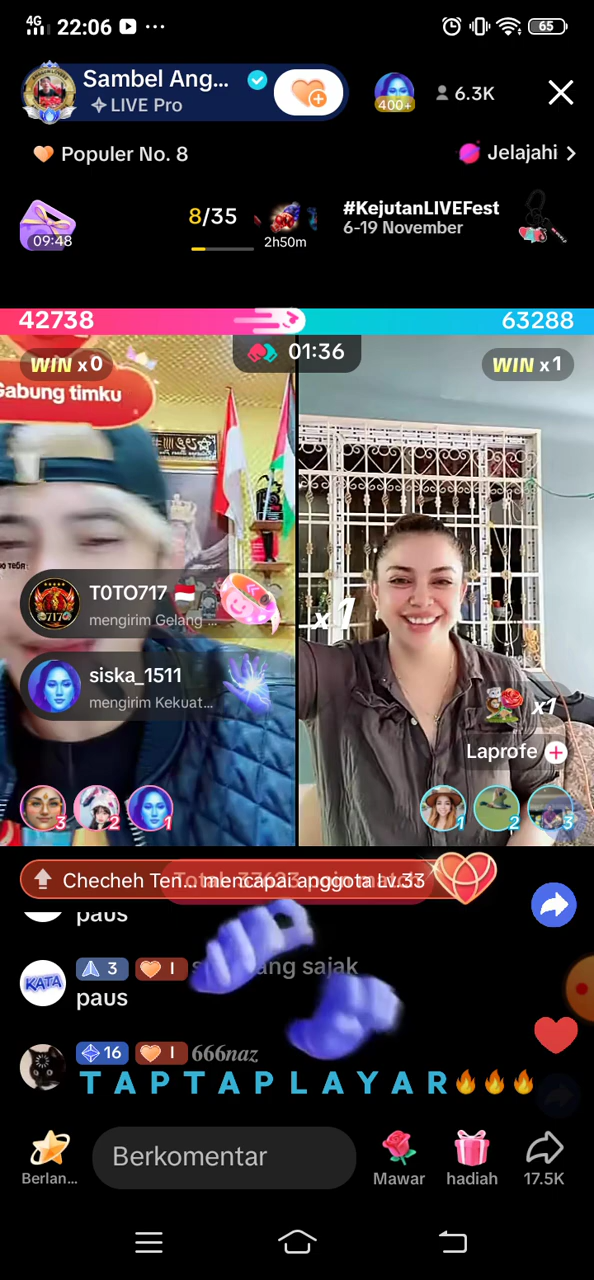 4G 22:06 ... 65
Sambel Ang...
LIVE Pro
400+
6.3K
Populer No. 8
Jelajahi >
09:48
8/35
2h50m
#KejutanLIVEFest
6-19 November
42738
63288
WIN x0
01:36
WIN x1
Gabung timku
T0TO717
717
mengirim Gelang ...
x1
siska_1511
mengirim Kekuat...
x1
Laprofe
3 2 1
1 2 3
Checheh Ten... mencapai anggota Lv.33
paus
KATA
3 I
paus
16 I 666naz
T A P T A P L A Y A R
Berlan...
Berkomentar
Mawar
hadiah
17.5K